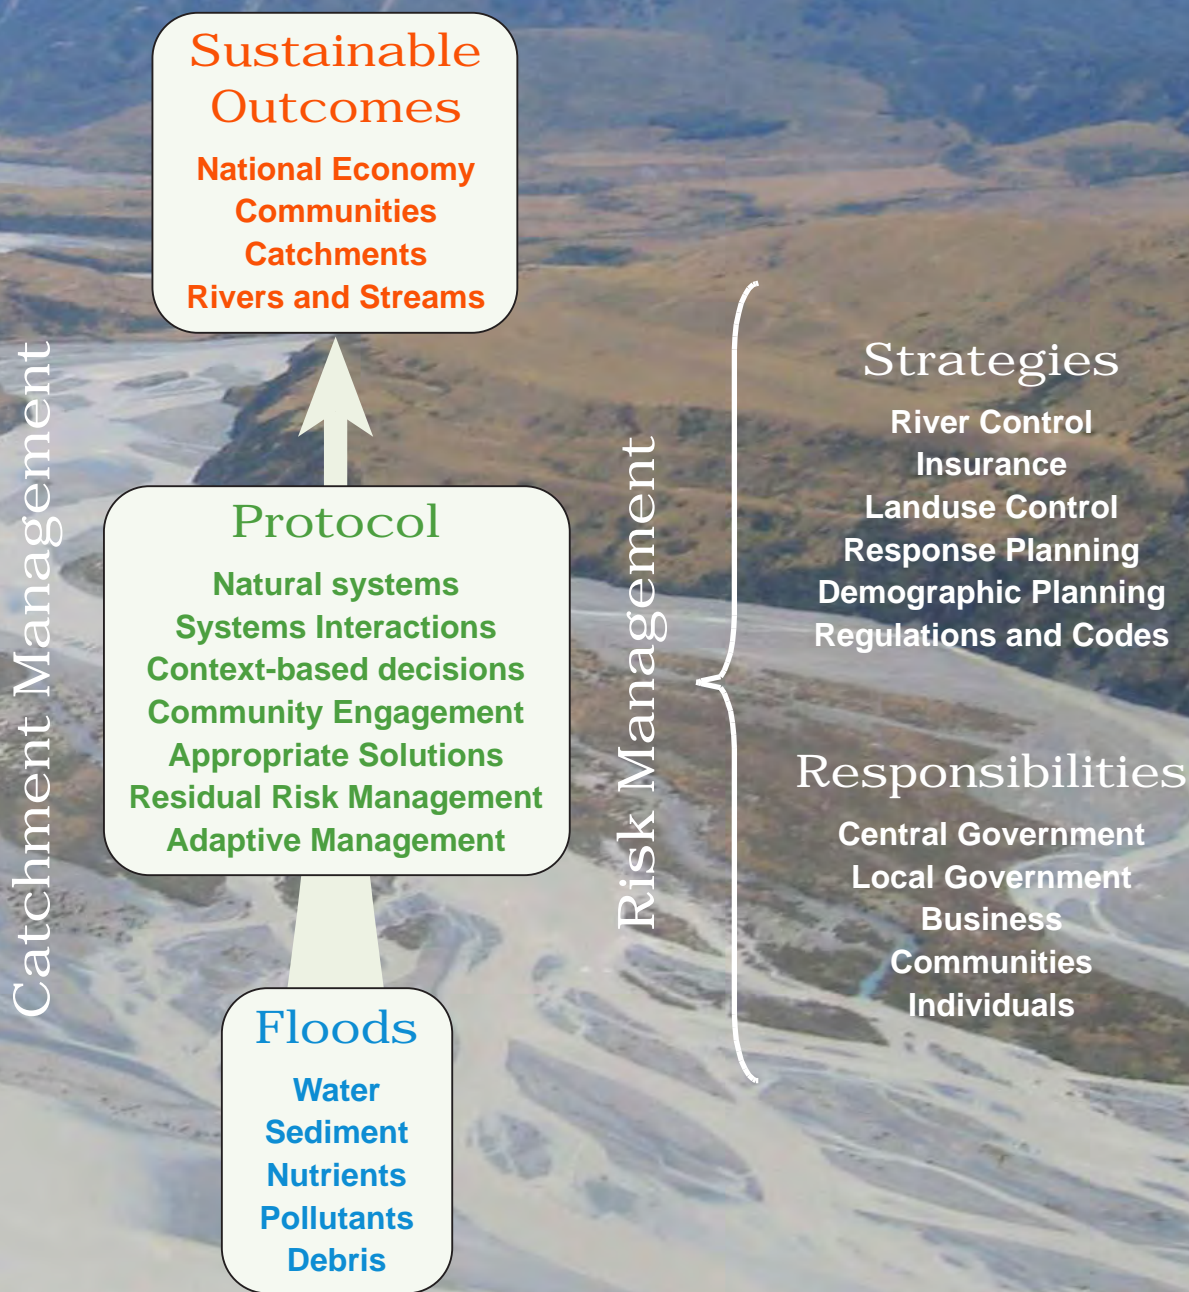 Sustainable
Outcomes
National Economy
Communities
Catchments
Rivers and Streams
Catchment Management
Protocol
Natural systems
Systems Interactions
Context-based decisions
Community Engagement
Appropriate Solutions
Residual Risk Management
Adaptive Management
Floods
Water
Sediment
Nutrients
Pollutants
Debris
Risk Management
Strategies
River Control
Insurance
Landuse Control
Response Planning
Demographic Planning
Regulations and Codes
Responsibilities
Central Government
Local Government
Business
Communities
Individuals